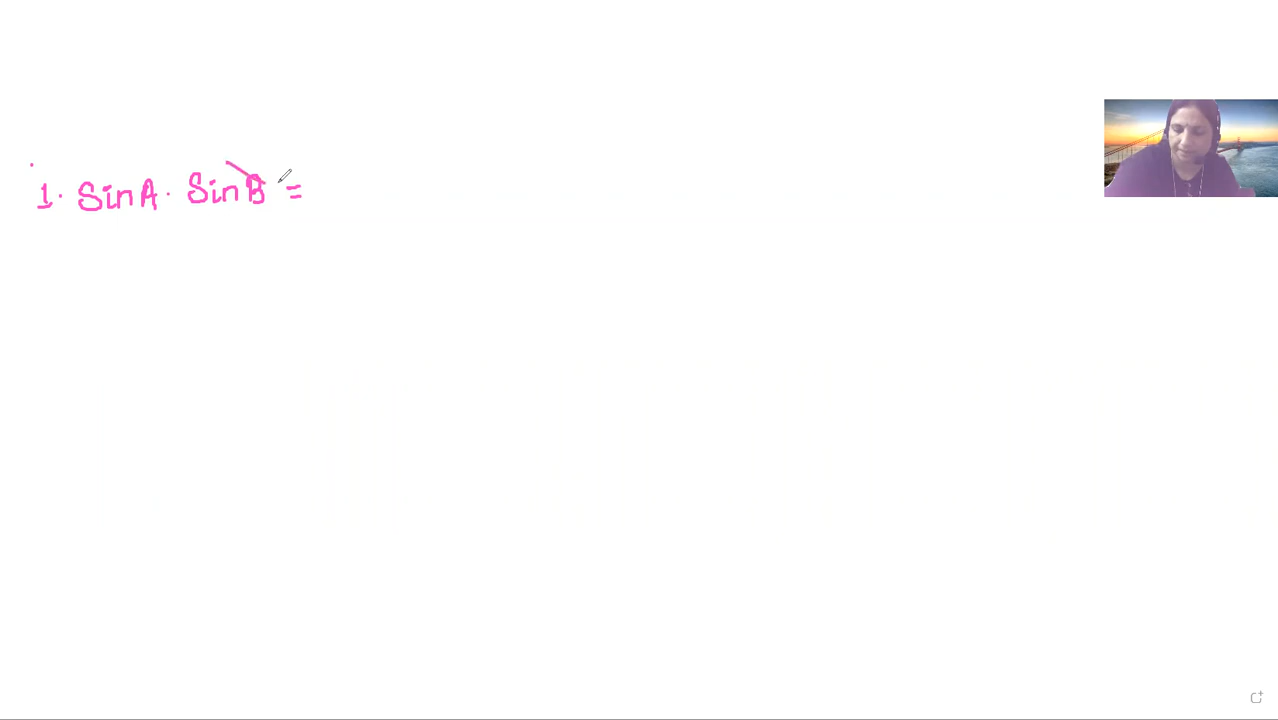 1. SinA · SinB =